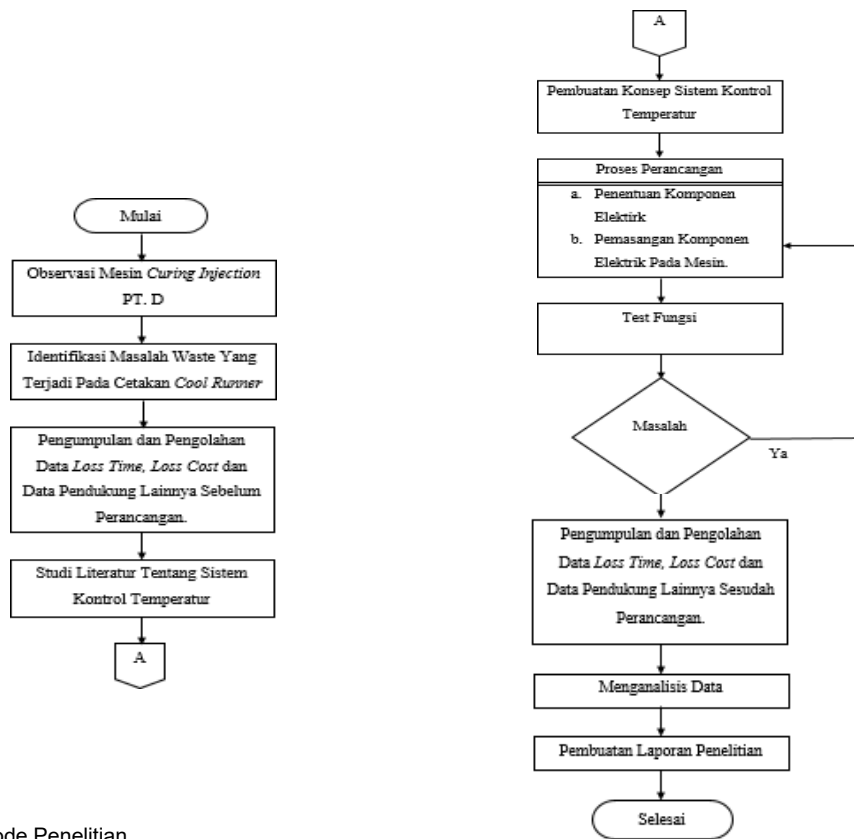 Mulai
Observasi Mesin Curing Injection
PT. D
Identifikasi Masalah Waste Yang
Terjadi Pada Cetakan Cool Runner
Pengumpulan dan Pengolahan
Data Loss Time, Loss Cost dan
Data Pendukung Lainnya Sebelum
Perancangan.
Studi Literatur Tentang Sistem
Kontrol Temperatur
A
A
Pembuatan Konsep Sistem Kontrol
Temperatur
Proses Perancangan
a. Penentuan Komponen
Elektirk
b. Pemasangan Komponen
Elektrik Pada Mesin.
Test Fungsi
Masalah
Ya
Pengumpulan dan Pengolahan
Data Loss Time, Loss Cost dan
Data Pendukung Lainnya Sesudah
Perancangan.
Menganalisis Data
Pembuatan Laporan Penelitian
Selesai
Penelitian